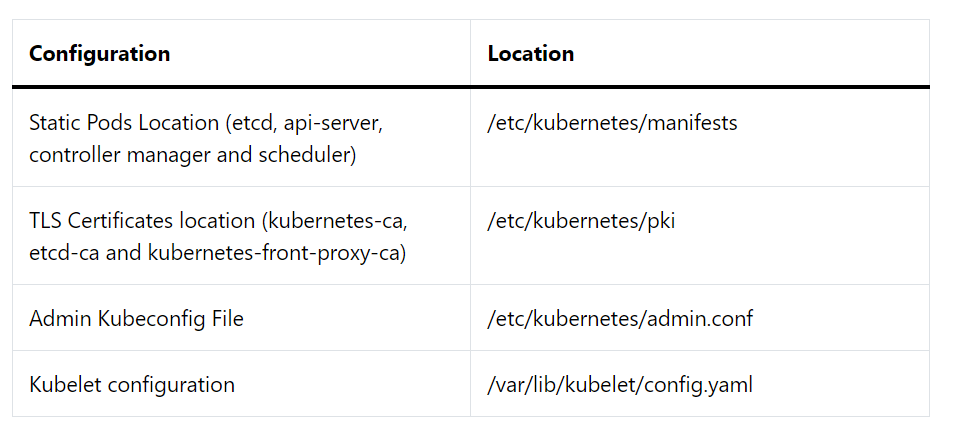 Configuration
Location
Static Pods Location (etcd, api-server,
controller manager and scheduler)
/etc/kubernetes/manifests
TLS Certificates location (kubernetes-ca,
etcd-ca and kubernetes-front-proxy-ca)
/etc/kubernetes/pki
Admin Kubeconfig File
/etc/kubernetes/admin.conf
Kubelet configuration
/var/lib/kubelet/config.yaml